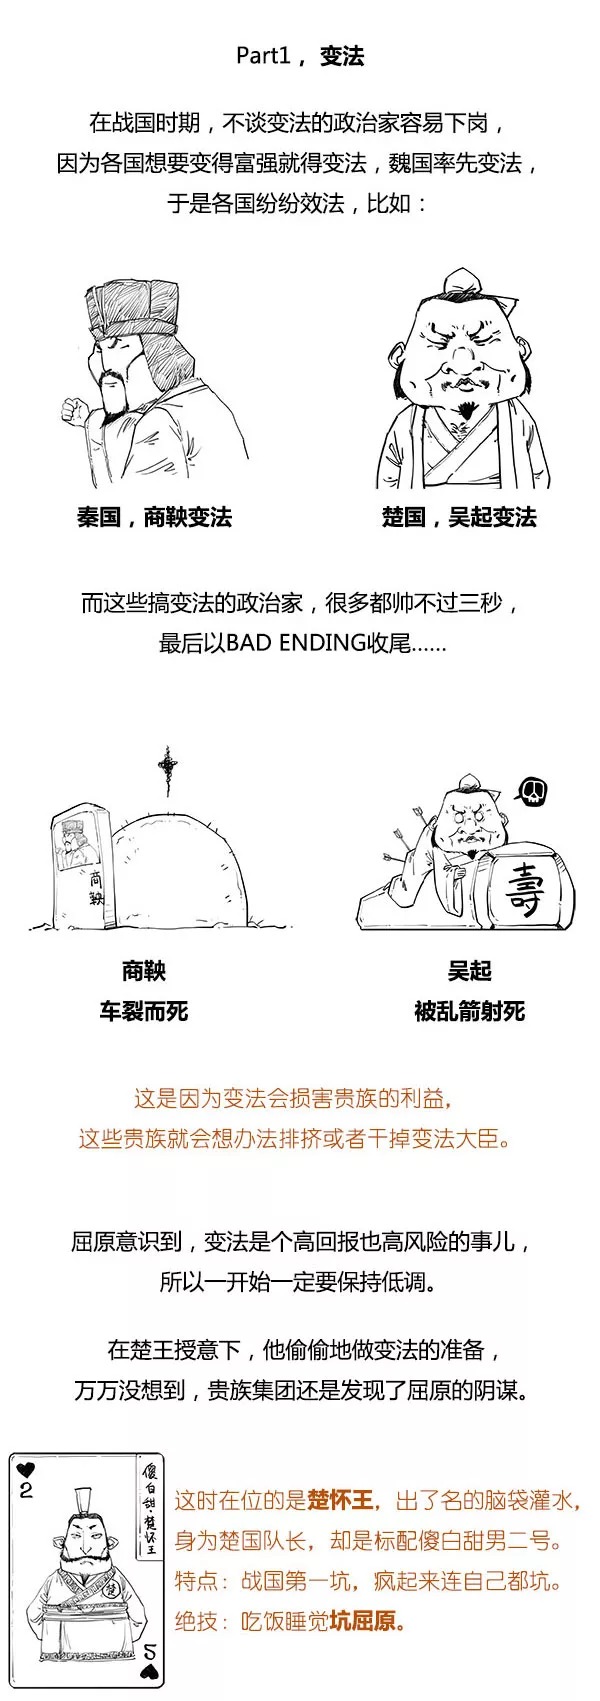 Part1，变法
在战国时期，不谈变法的政治家容易下岗，
因为各国想要变得富强就得变法，魏国率先变法，
于是各国纷纷效法，比如：
秦国，商鞅变法
楚国，吴起变法
而这些搞变法的政治家，很多都帅不过三秒，
最后以BAD ENDING收尾……
商鞅
壽
商鞅
车裂而死
吴起
被乱箭射死
这是因为变法会损害贵族的利益，
这些贵族就会想办法排挤或者干掉变法大臣。
屈原意识到，变法是个高回报也高风险的事儿，
所以一开始一定要保持低调。
在楚王授意下，他偷偷地做变法的准备，
万万没想到，贵族集团还是发现了屈原的阴谋。
2
傻白甜·楚怀王
楚
2
这时在位的是楚怀王，出了名的脑袋灌水，
身为楚国队长，却是标配傻白甜男二号。
特点：战国第一坑，疯起来连自己都坑。
绝技：吃饭睡觉坑屈原。